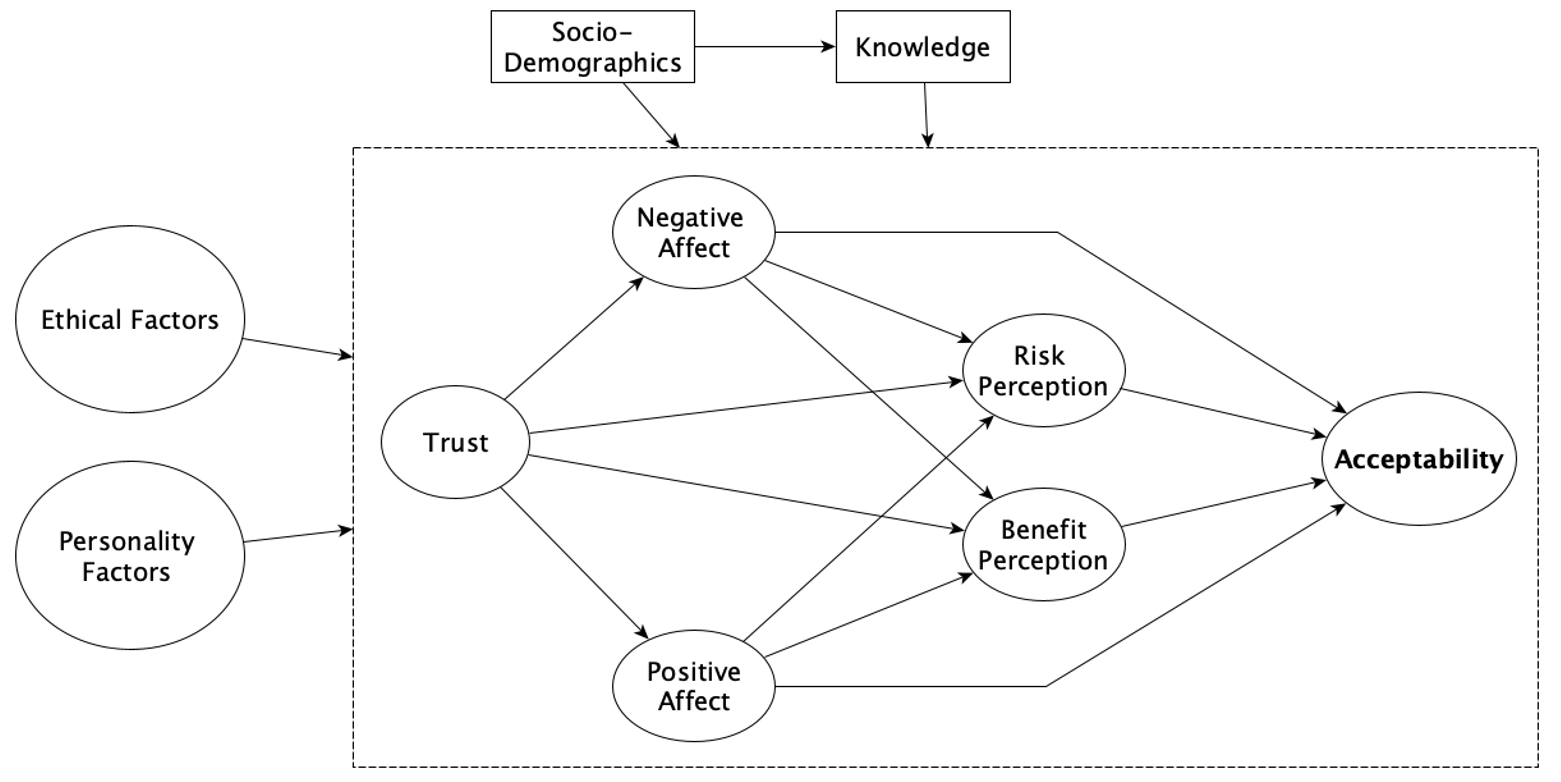 Socio-
Demographics
Knowledge
Negative
Affect
Ethical Factors
Risk
Perception
Trust
Acceptability
Personality
Factors
Benefit
Perception
Positive
Affect